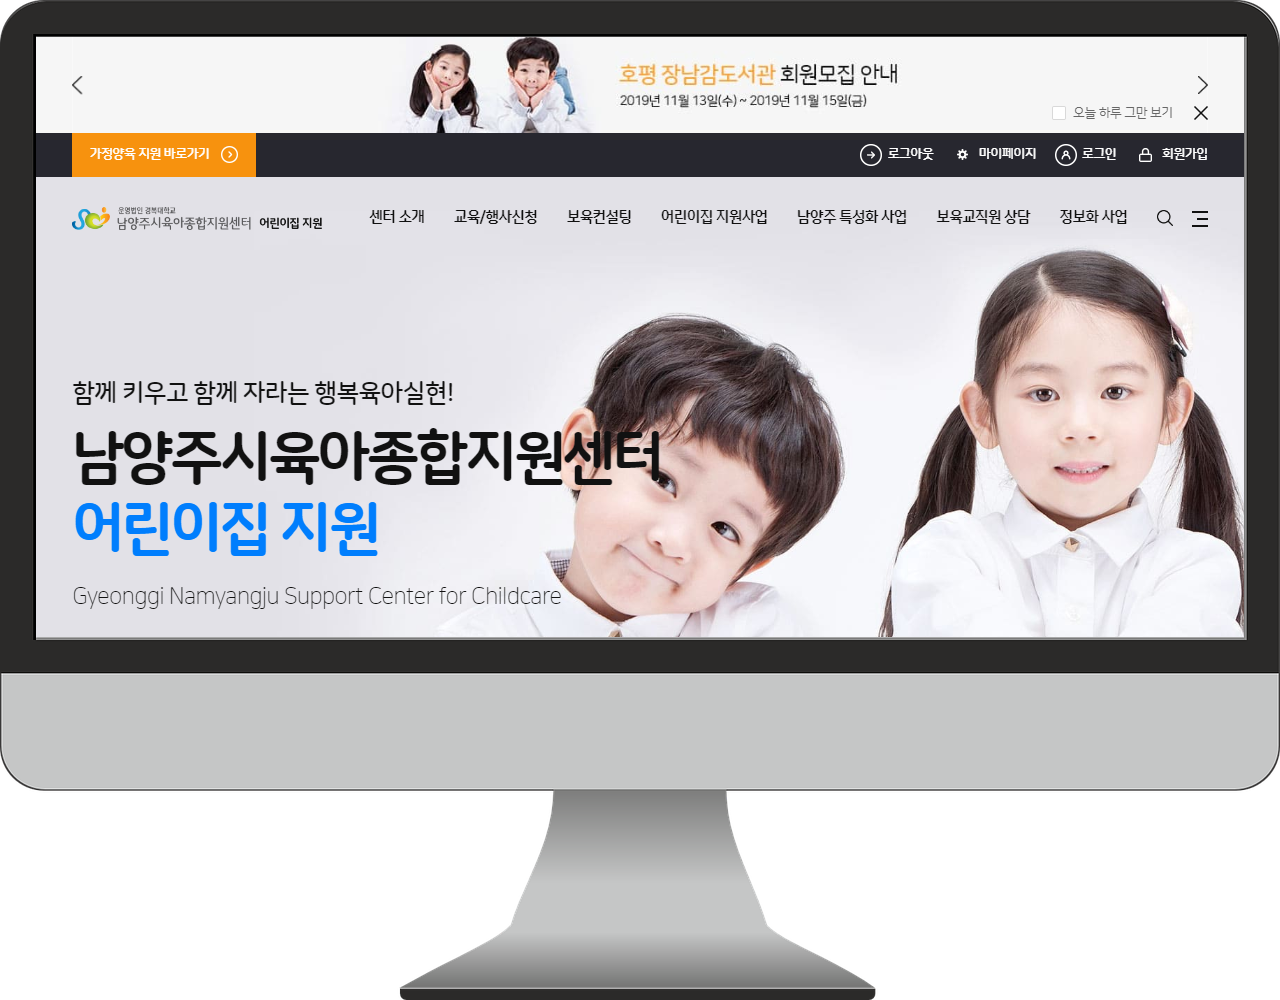 호평 장남감도서관 회원모집 안내
2019년 11월 13일(수) ~ 2019년 11월 15일(금)
오늘 하루 그만 보기
가정양육 지원 바로가기
로그아웃 마이페이지 로그인 회원가입
운영법인 경복대학교
남양주시육아종합지원센터 어린이집 지원
센터 소개 교육/행사신청 보육컨설팅 어린이집 지원사업 남양주 특성화 사업 보육교직원 상담 정보화 사업
함께 키우고 함께 자라는 행복육아실현!
남양주시육아종합지원센터
어린이집 지원
Gyeonggi Namyangju Support Center for Childcare